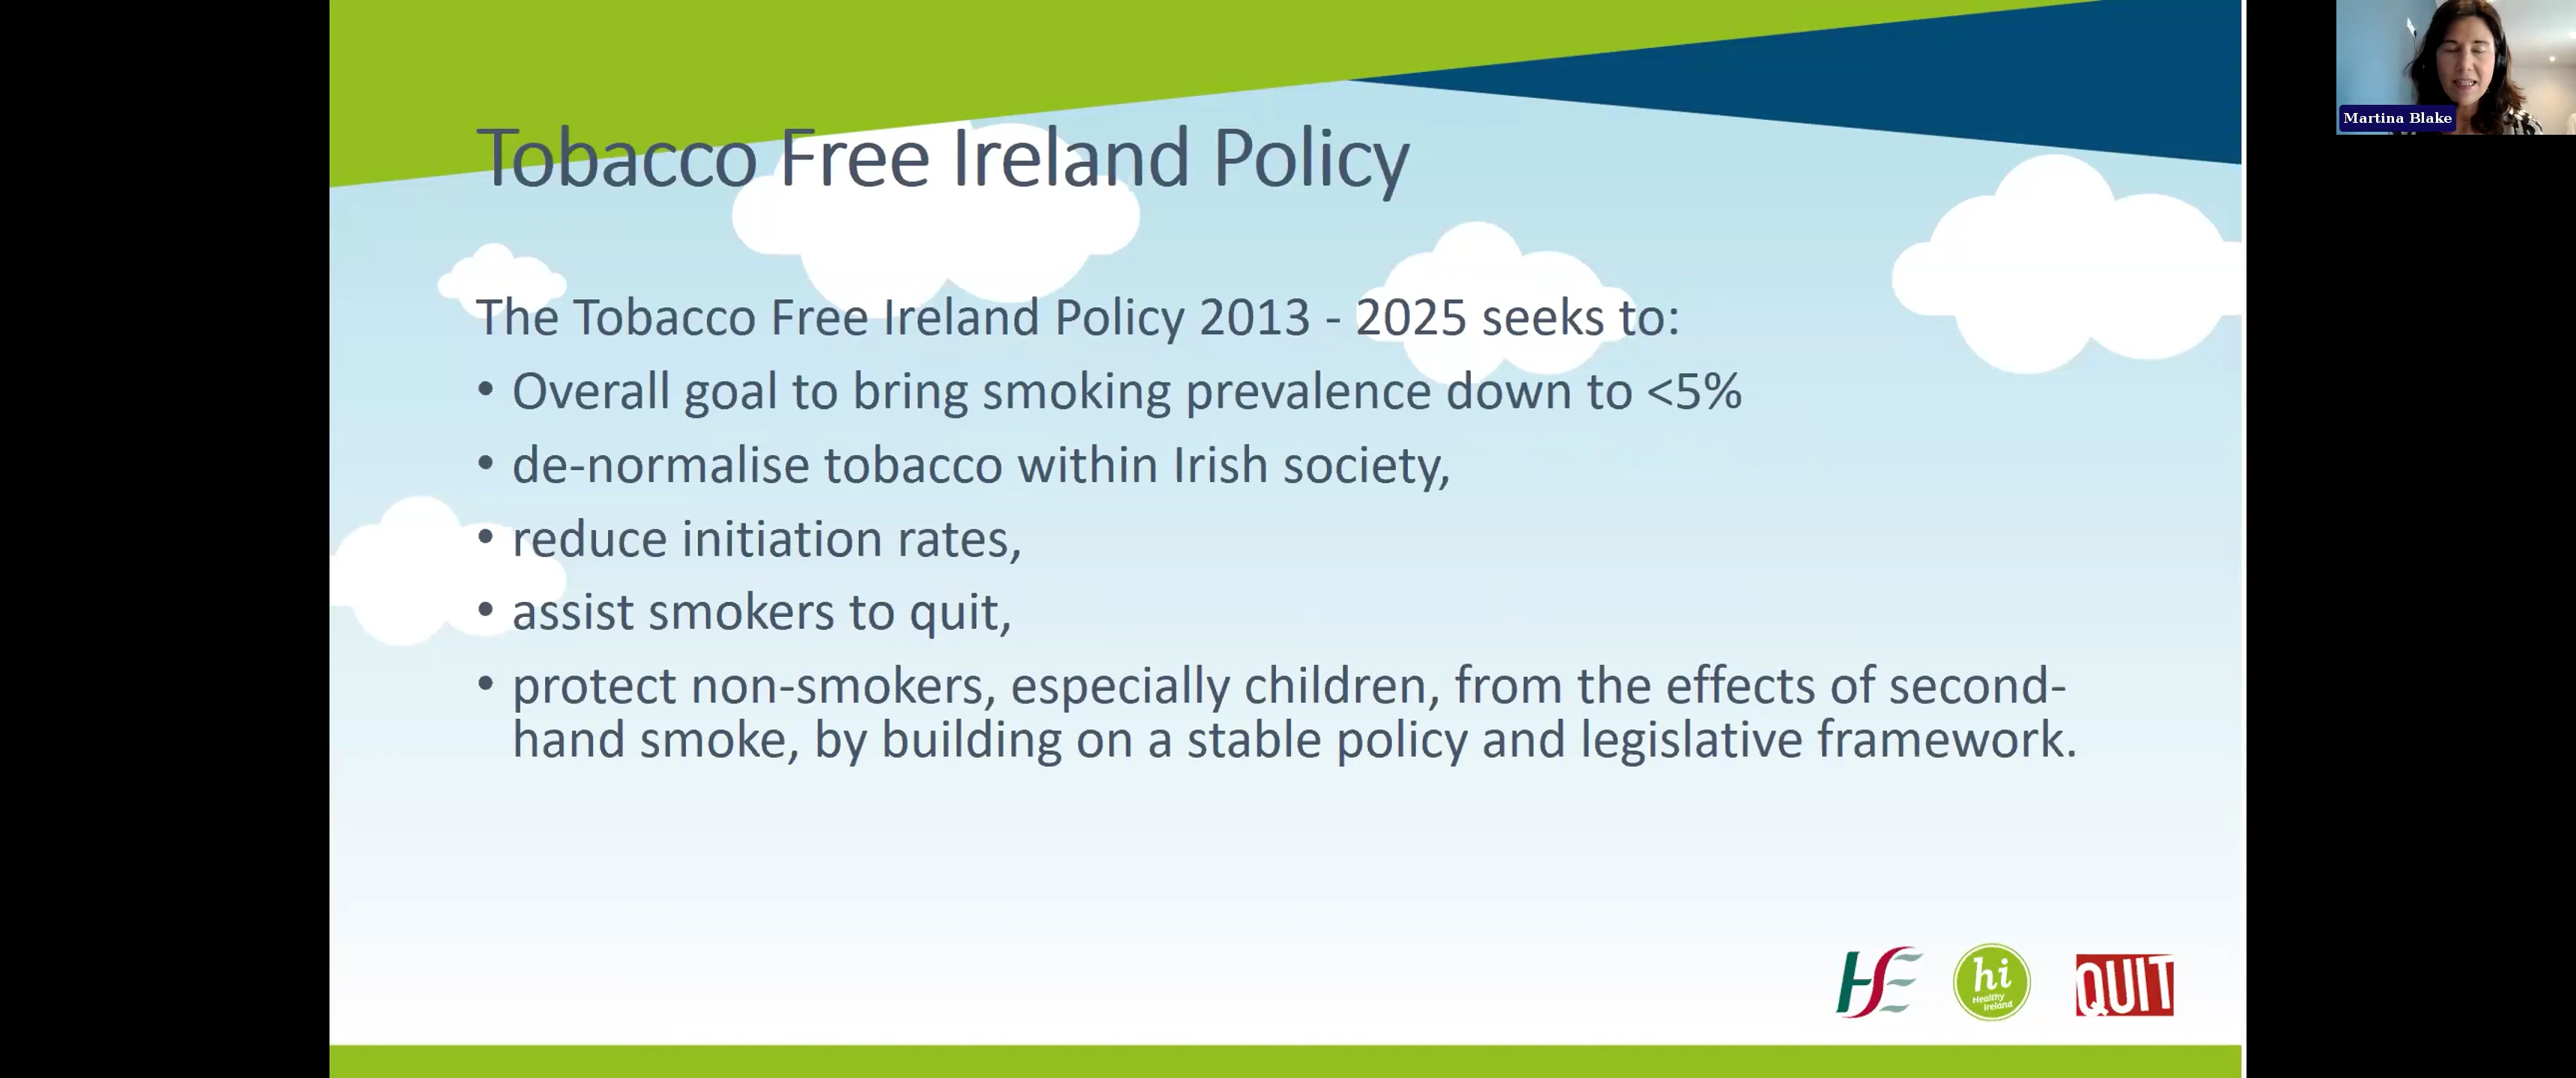 Tobacco Free Ireland Policy
Martina Blake
The Tobacco Free Ireland Policy 2013 - 2025 seeks to:
• Overall goal to bring smoking prevalence down to <5%
• de-normalise tobacco within Irish society,
• reduce initiation rates,
• assist smokers to quit,
• protect non-smokers, especially children, from the effects of second-
hand smoke, by building on a stable policy and legislative framework.
HSE
hi
Healthy
Ireland
QUIT